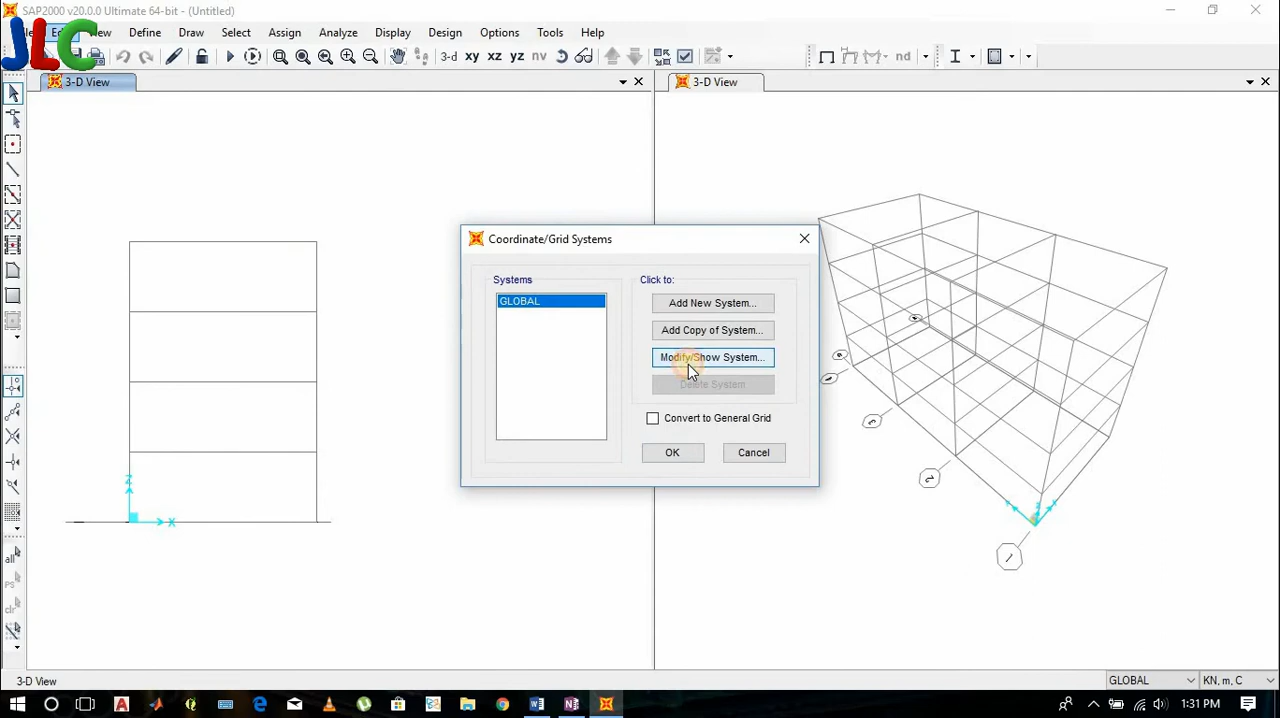 SAP2000 v20.0.0 Ultimate 64-bit - (Untitled)
JLC
Define Draw Select Assign Analyze Display Design Options Tools Help
3-d xy xz yz nv nd
3-D View
3-D View
Coordinate/Grid Systems
Systems
GLOBAL
Click to:
Add New System...
Add Copy of System...
Modify/Show System...
Delete System
Convert to General Grid
OK Cancel
Z
X
all
ps
clr
3-D View
GLOBAL
KN, m, C
1:31 PM